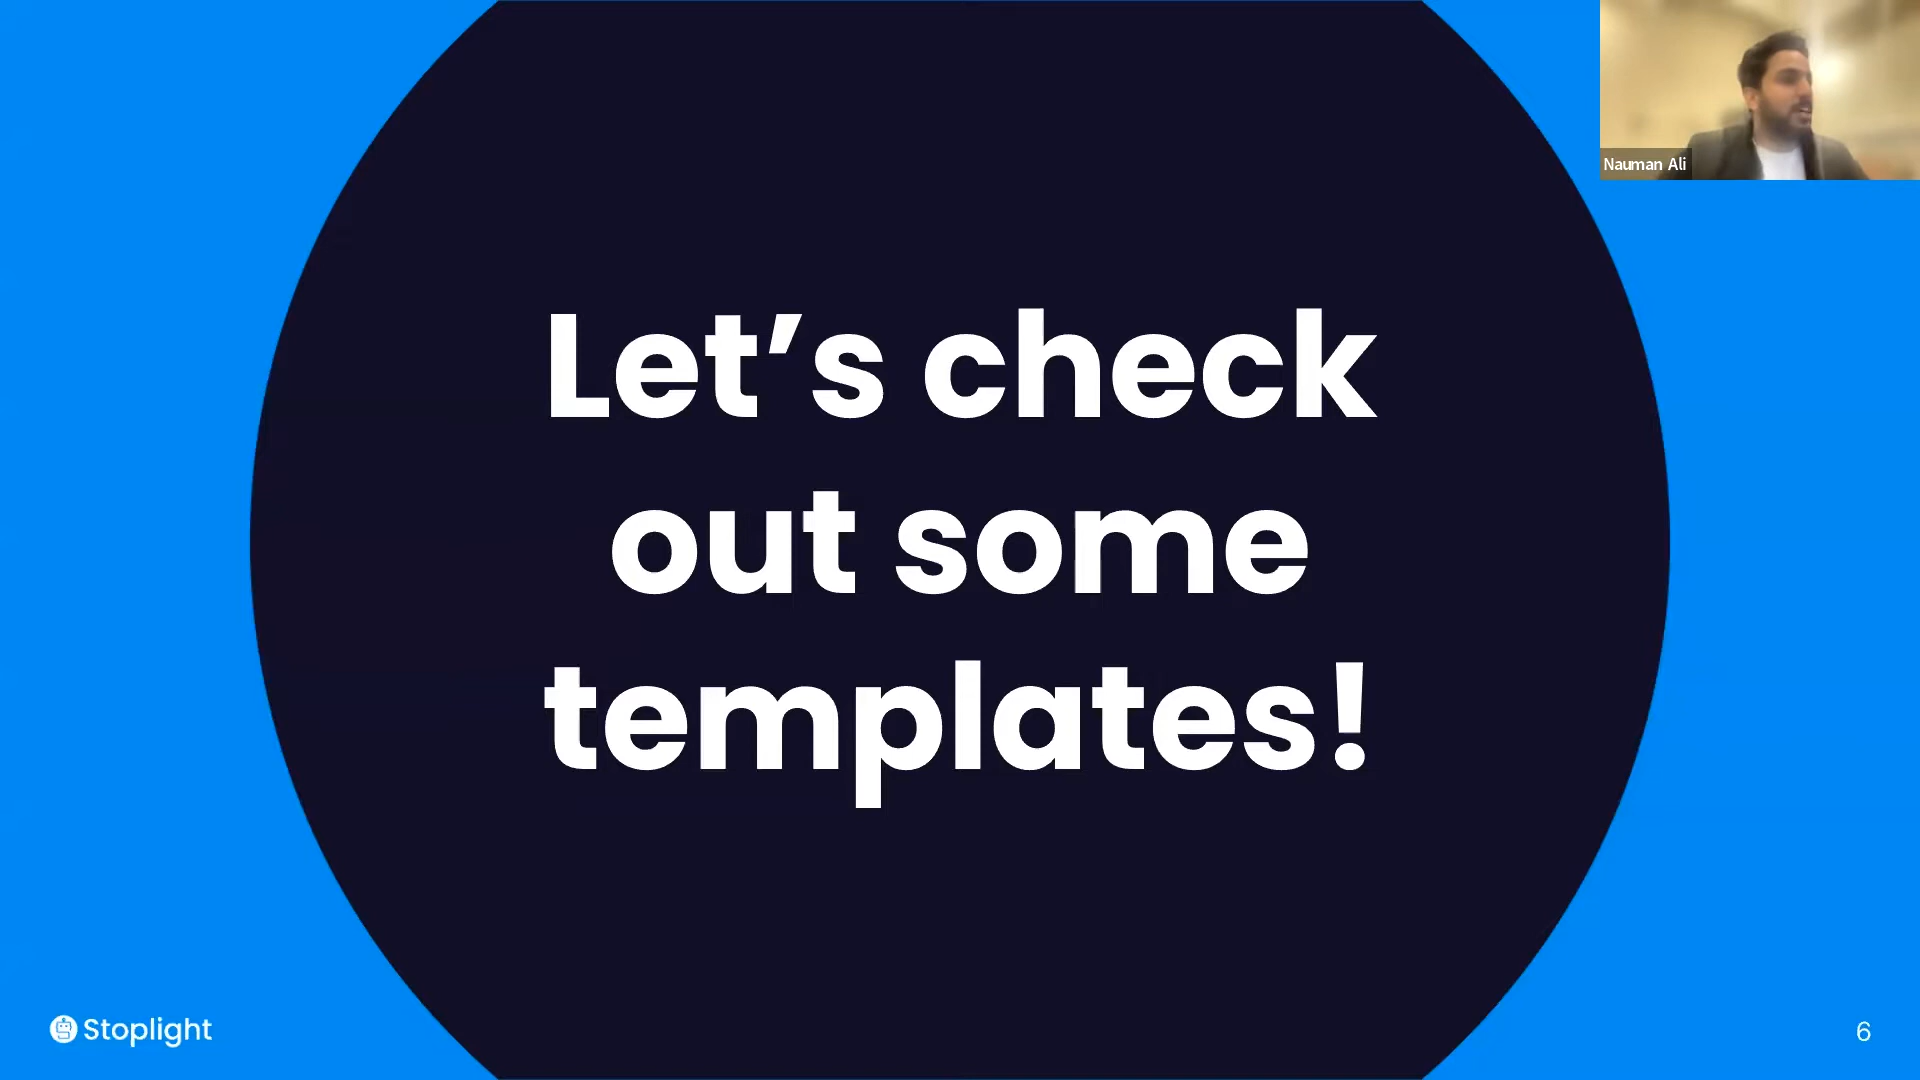 Nauman Ali
Let’s check
out some
templates!
Stoplight
6